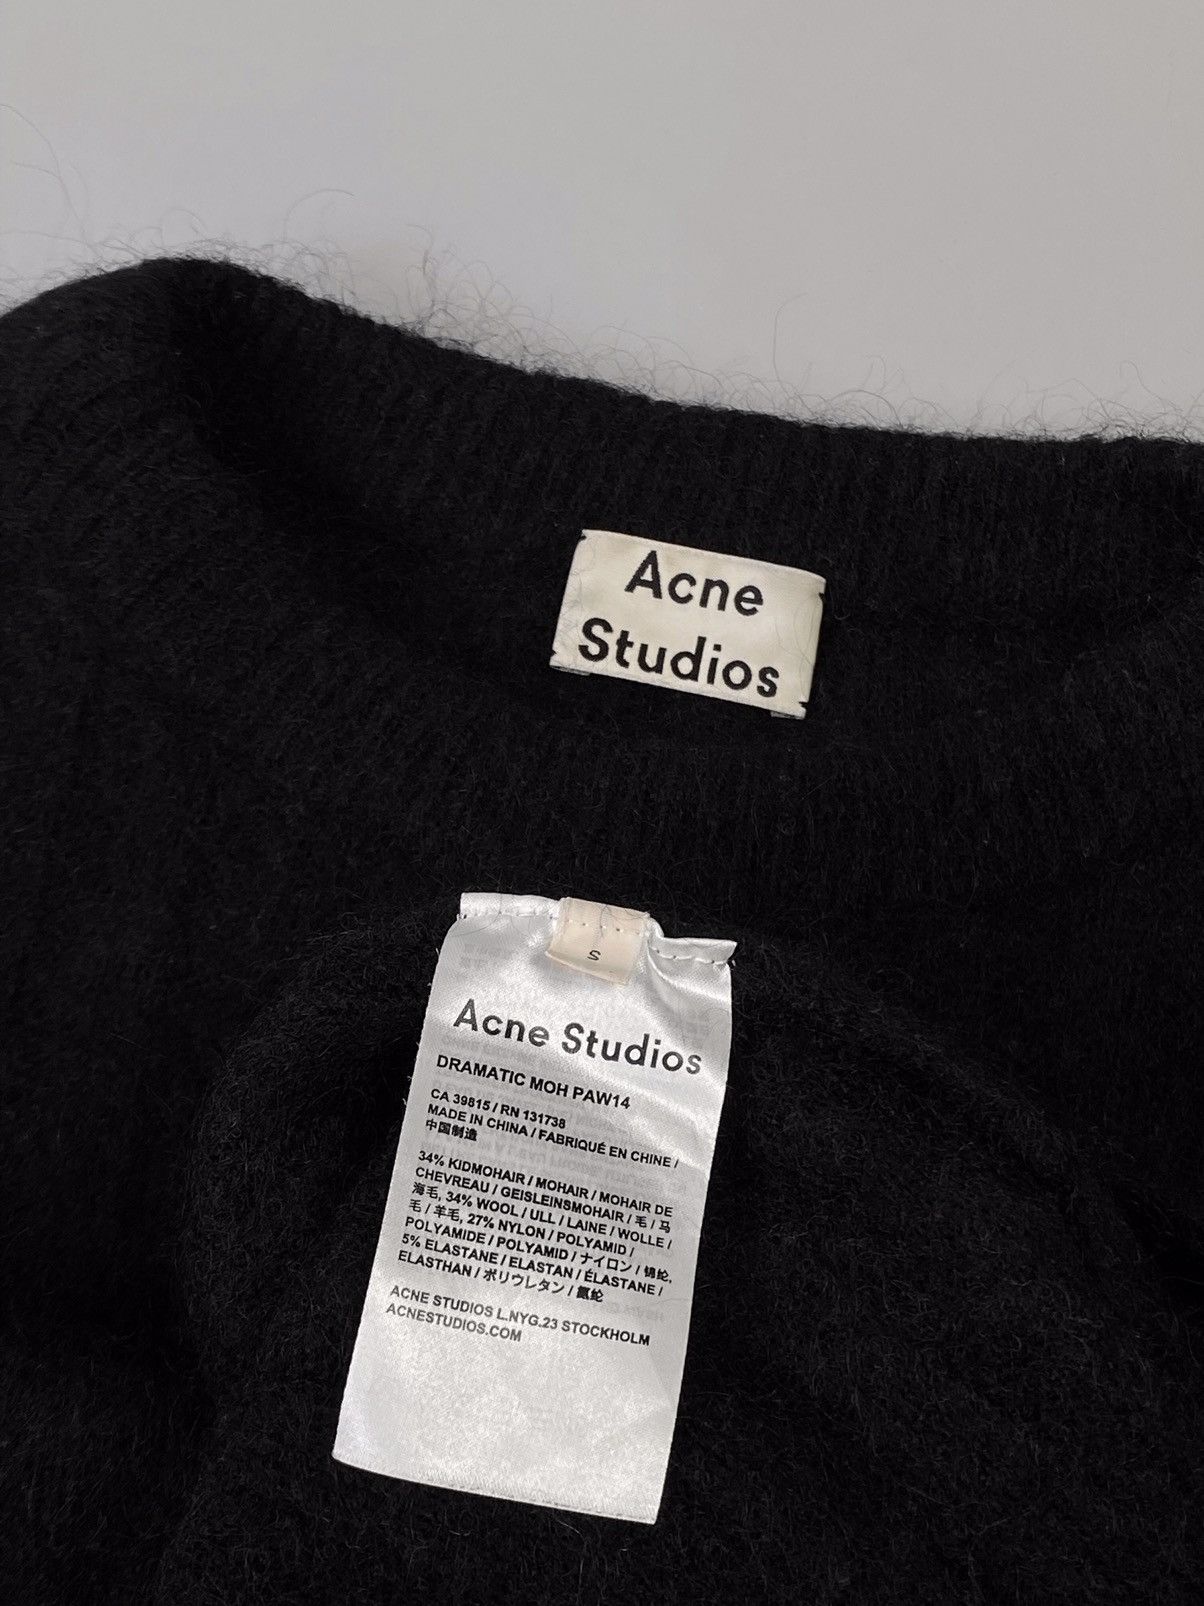 Acne
Studios
S
Acne Studios
DRAMATIC MOH PAW14
CA 39815 / RN 131738
MADE IN CHINA / FABRIQUÉ EN CHINE /
中国制造
34% KIDMOHAIR / MOHAIR / MOHAIR DE
CHEVREAU / GEISLEINSMOHAIR / 毛 / 马
海毛, 34% WOOL / ULL / LAINE / WOLLE /
毛 / 羊毛, 27% NYLON / POLYAMID /
POLYAMIDE / POLYAMID / ナイロン / 锦纶,
5% ELASTANE / ELASTAN / ÉLASTANE /
ELASTHAN / ポリウレタン / 氨纶
ACNE STUDIOS L.NYG.23 STOCKHOLM
ACNESTUDIOS.COM